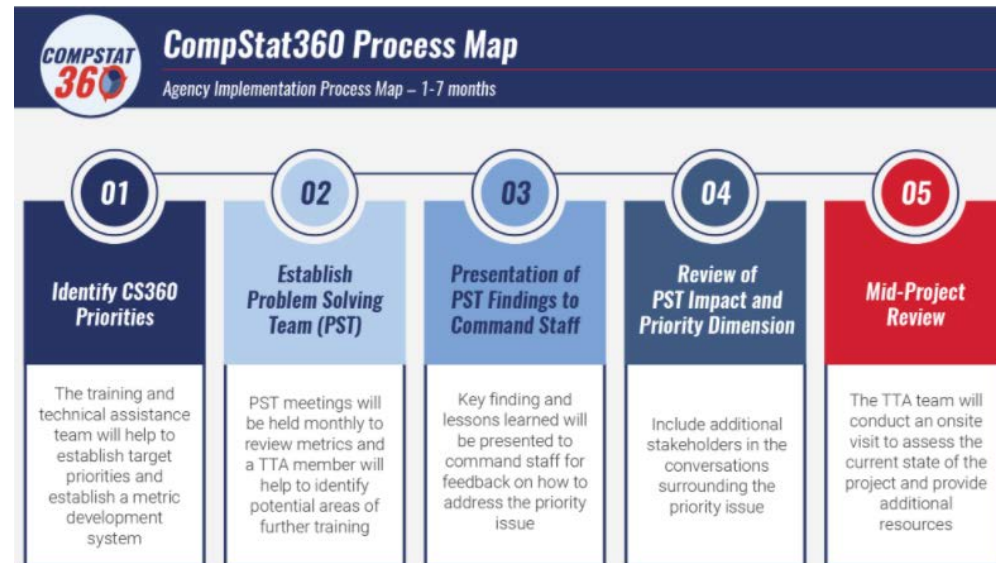 COMPSTAT
360
CompStat360 Process Map
Agency Implementation Process Map – 1-7 months
01
Identify CS360
Priorities
The training and
technical assistance
team will help to
establish target
priorities and
establish a metric
development
system
02
Establish
Problem Solving
Team (PST)
PST meetings will
be held monthly to
review metrics and
a TTA member will
help to identify
potential areas of
further training
03
Presentation of
PST Findings to
Command Staff
Key finding and
lessons learned will
be presented to
command staff for
feedback on how to
address the priority
issue
04
Review of
PST Impact and
Priority Dimension
Include additional
stakeholders in the
conversations
surrounding the
priority issue
05
Mid-Project
Review
The TTA team will
conduct an onsite
visit to assess the
current state of the
project and provide
additional
resources